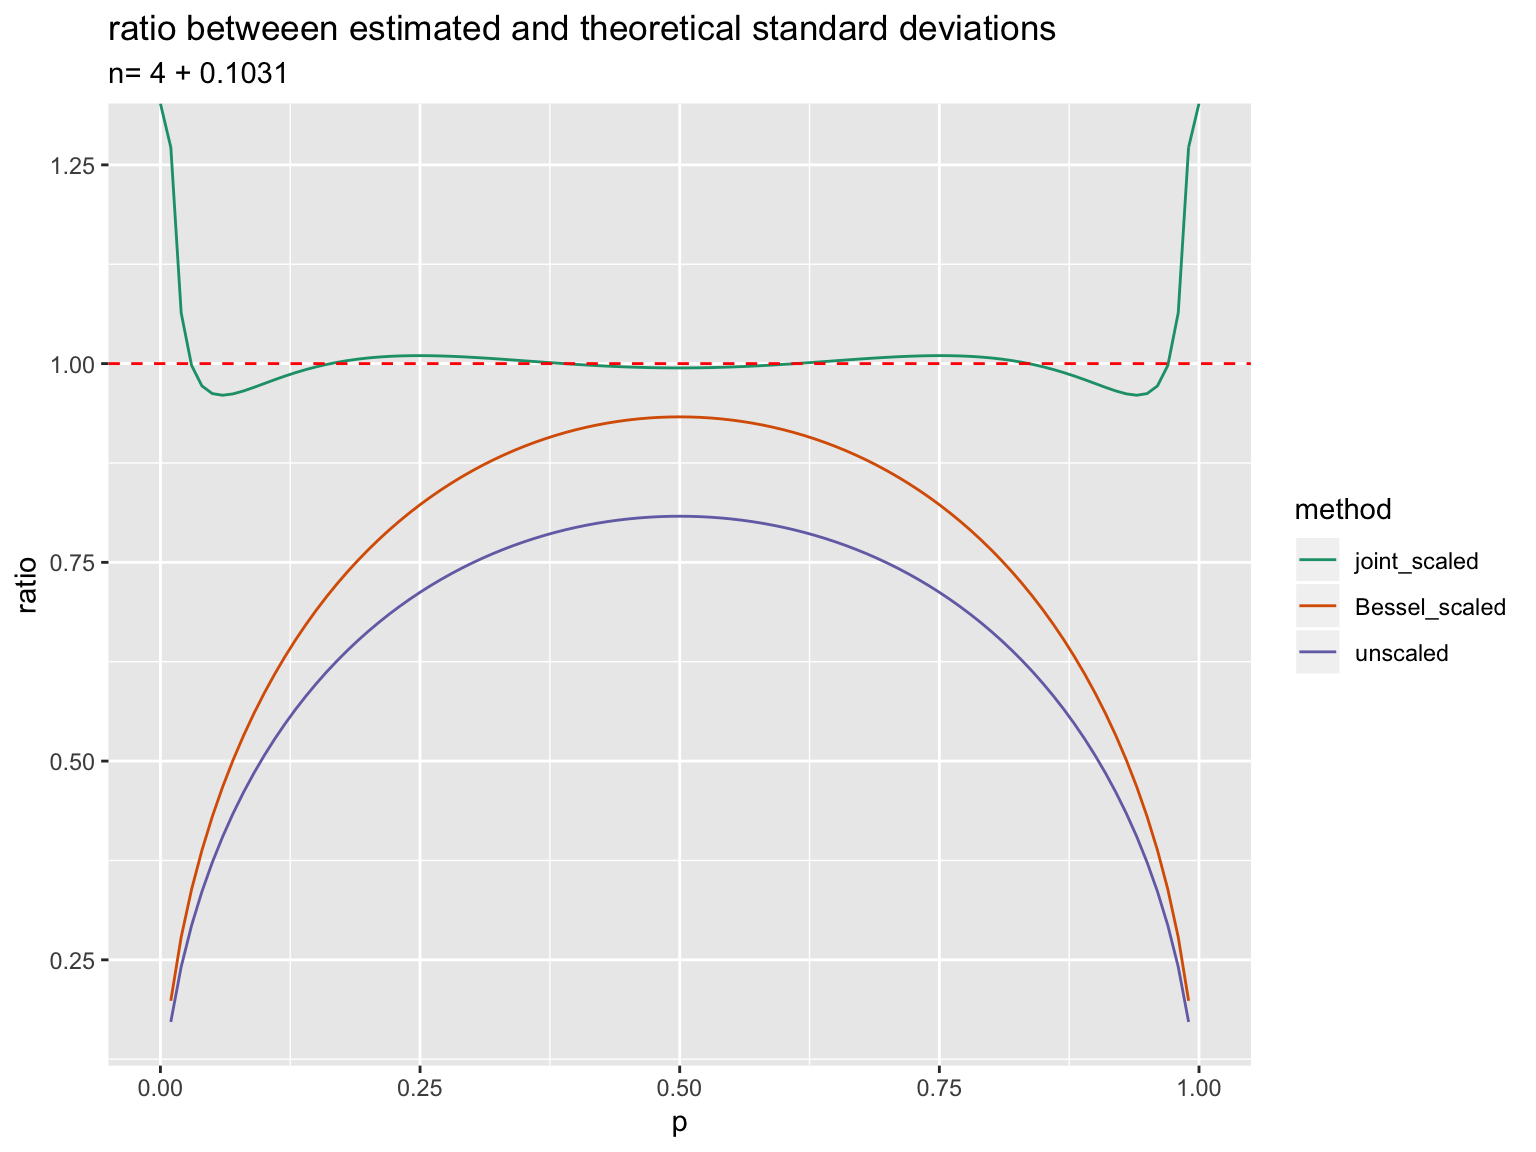 ratio betweeen estimated and theoretical standard deviations
n= 4 + 0.1031
1.25
1.00
0.75
0.50
0.25
ratio
0.00
0.25
0.50
0.75
1.00
p
method
joint_scaled
Bessel_scaled
unscaled